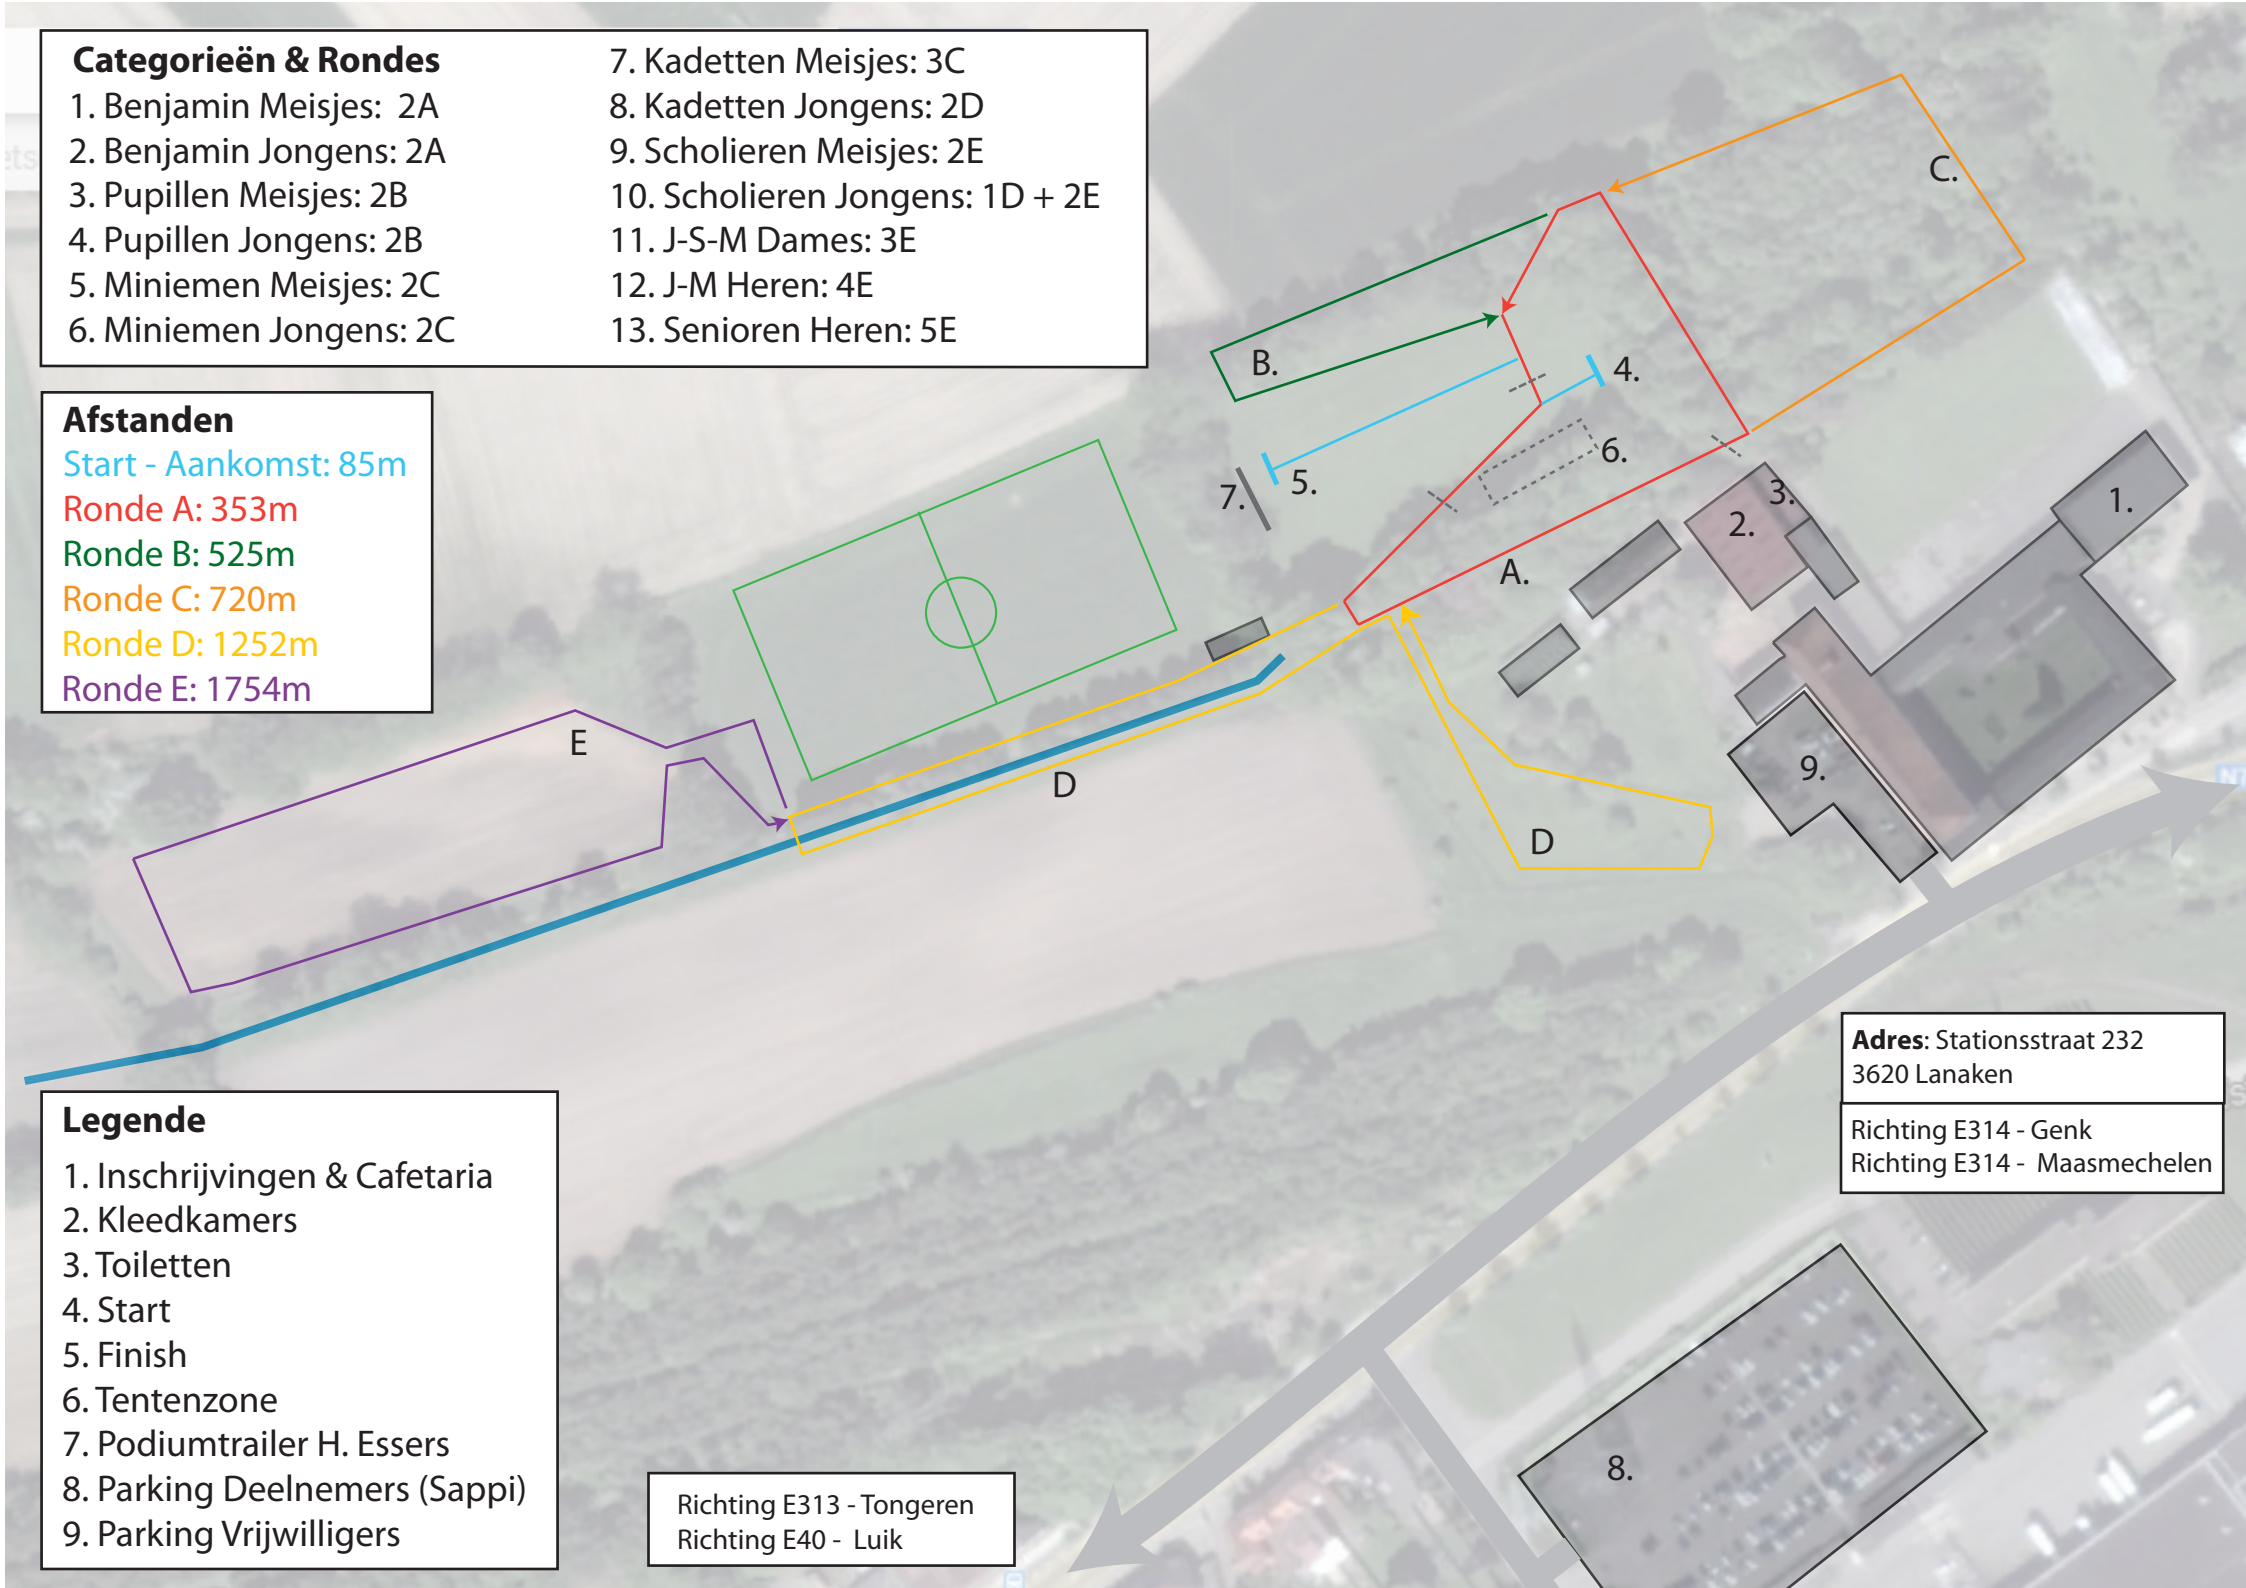 Categorieën & Rondes
1. Benjamin Meisjes: 2A
2. Benjamin Jongens: 2A
3. Pupillen Meisjes: 2B
4. Pupillen Jongens: 2B
5. Miniemen Meisjes: 2C
6. Miniemen Jongens: 2C
7. Kadetten Meisjes: 3C
8. Kadetten Jongens: 2D
9. Scholieren Meisjes: 2E
10. Scholieren Jongens: 1D + 2E
11. J-S-M Dames: 3E
12. J-M Heren: 4E
13. Senioren Heren: 5E
Afstanden
Start - Aankomst: 85m
Ronde A: 353m
Ronde B: 525m
Ronde C: 720m
Ronde D: 1252m
Ronde E: 1754m
C.
B.
4.
5.
6.
7.
3.
2.
1.
A.
E
D
9.
D
Adres: Stationsstraat 232
3620 Lanaken
Richting E314 - Genk
Richting E314 - Maasmechelen
Legende
1. Inschrijvingen & Cafetaria
2. Kleedkamers
3. Toiletten
4. Start
5. Finish
6. Tentenzone
7. Podiumtrailer H. Essers
8. Parking Deelnemers (Sappi)
9. Parking Vrijwilligers
8.
Richting E313 - Tongeren
Richting E40 - Luik